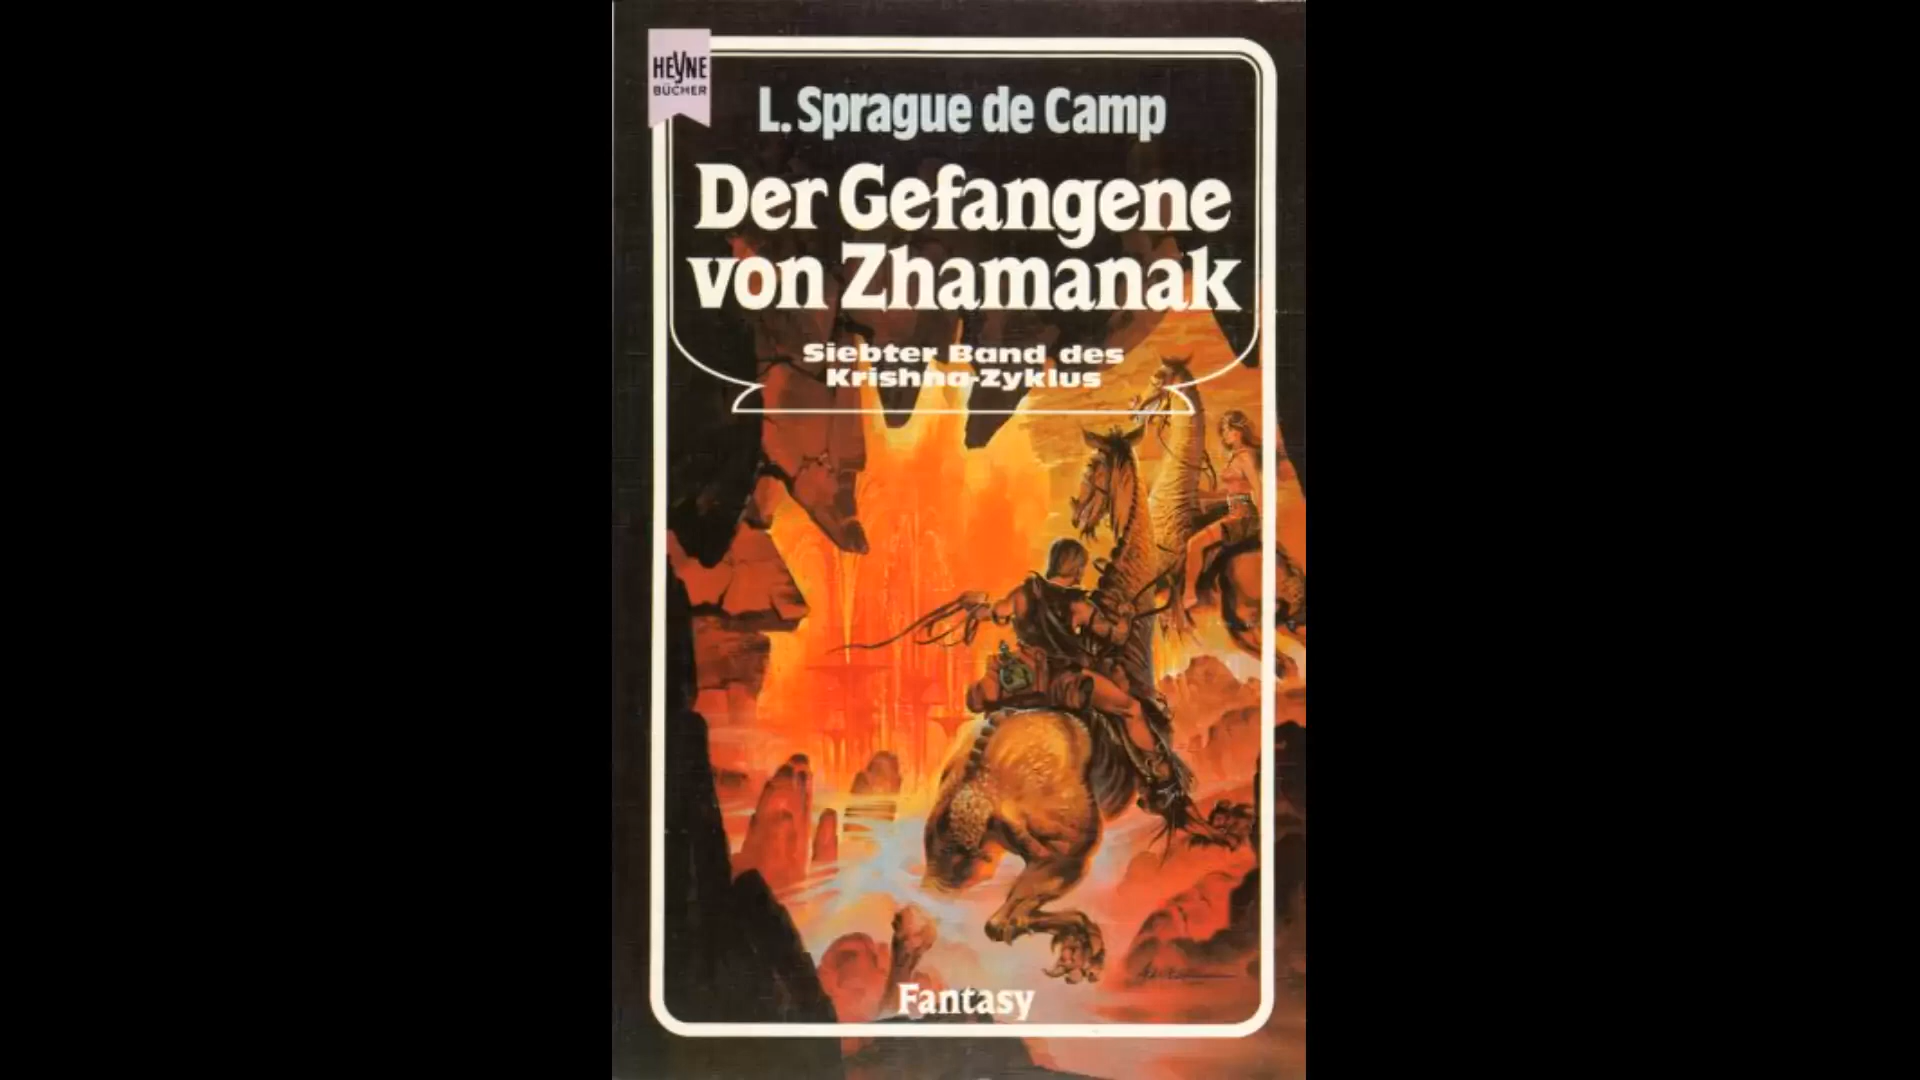 HEYNE
BÜCHER
L. Sprague de Camp
Der Gefangene
von Zhamanak
Siebter Band des
Krishna-Zyklus
Fantasy